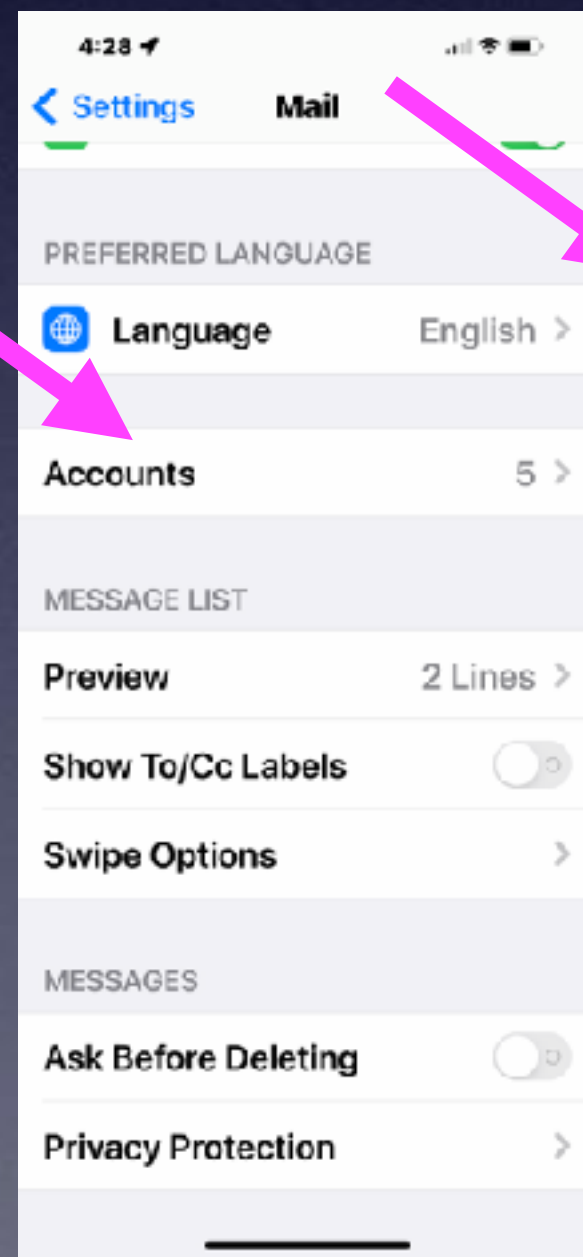 4:28
Settings Mail
PREFERRED LANGUAGE
Language English
Accounts 5
MESSAGE LIST
Preview 2 Lines
Show To/Cc Labels
Swipe Options
MESSAGES
Ask Before Deleting
Privacy Protection